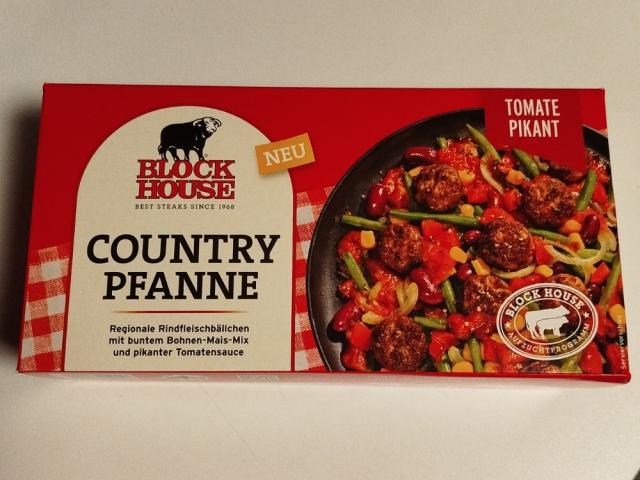 TOMATE
PIKANT
NEU
BLOCK
HOUSE
BEST STEAKS SINCE 1968
COUNTRY
PFANNE
Regionale Rindfleischbällchen
mit buntem Bohnen-Mais-Mix
und pikanter Tomatensauce
BLOCK HOUSE
AUFZUCHTPROGRAMM
Serviervorschlag